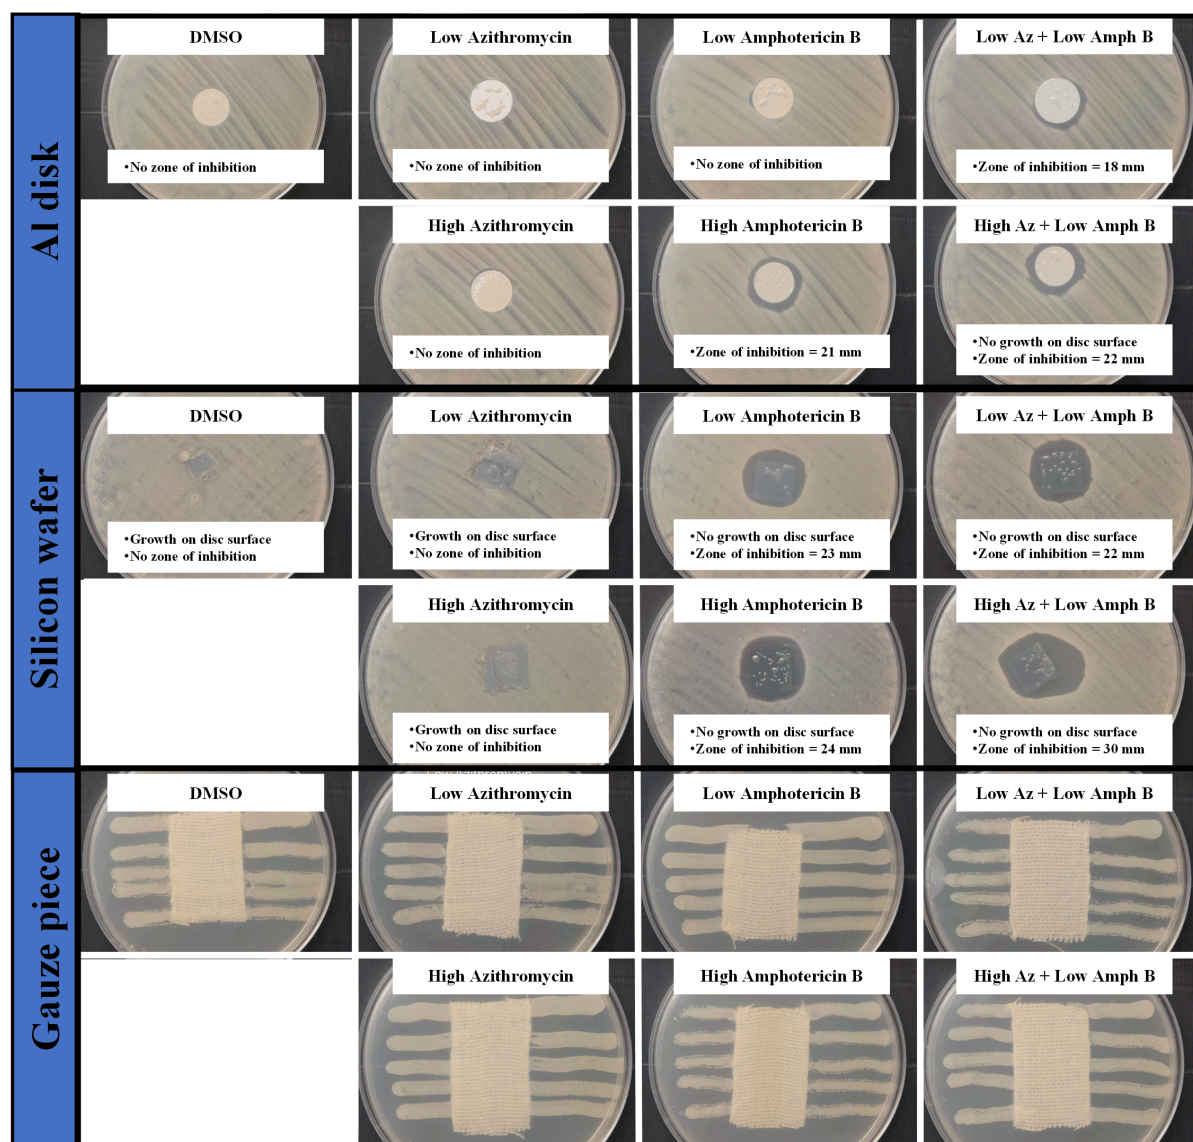 Al disk
DMSO
•No zone of inhibition
Low Azithromycin
•No zone of inhibition
Low Amphotericin B
•No zone of inhibition
Low Az + Low Amph B
•Zone of inhibition = 18 mm
High Azithromycin
•No zone of inhibition
High Amphotericin B
•Zone of inhibition = 21 mm
High Az + Low Amph B
•No growth on disc surface
•Zone of inhibition = 22 mm
Silicon wafer
DMSO
•Growth on disc surface
•No zone of inhibition
Low Azithromycin
•Growth on disc surface
•No zone of inhibition
Low Amphotericin B
•No growth on disc surface
•Zone of inhibition = 23 mm
Low Az + Low Amph B
•No growth on disc surface
•Zone of inhibition = 22 mm
High Azithromycin
•Growth on disc surface
•No zone of inhibition
High Amphotericin B
•No growth on disc surface
•Zone of inhibition = 24 mm
High Az + Low Amph B
•No growth on disc surface
•Zone of inhibition = 30 mm
Gauze piece
DMSO
Low Azithromycin
Low Azithromycin
Low Amphotericin B
Low Az + Low Amph B
High Azithromycin
High Amphotericin B
High Az + Low Amph B